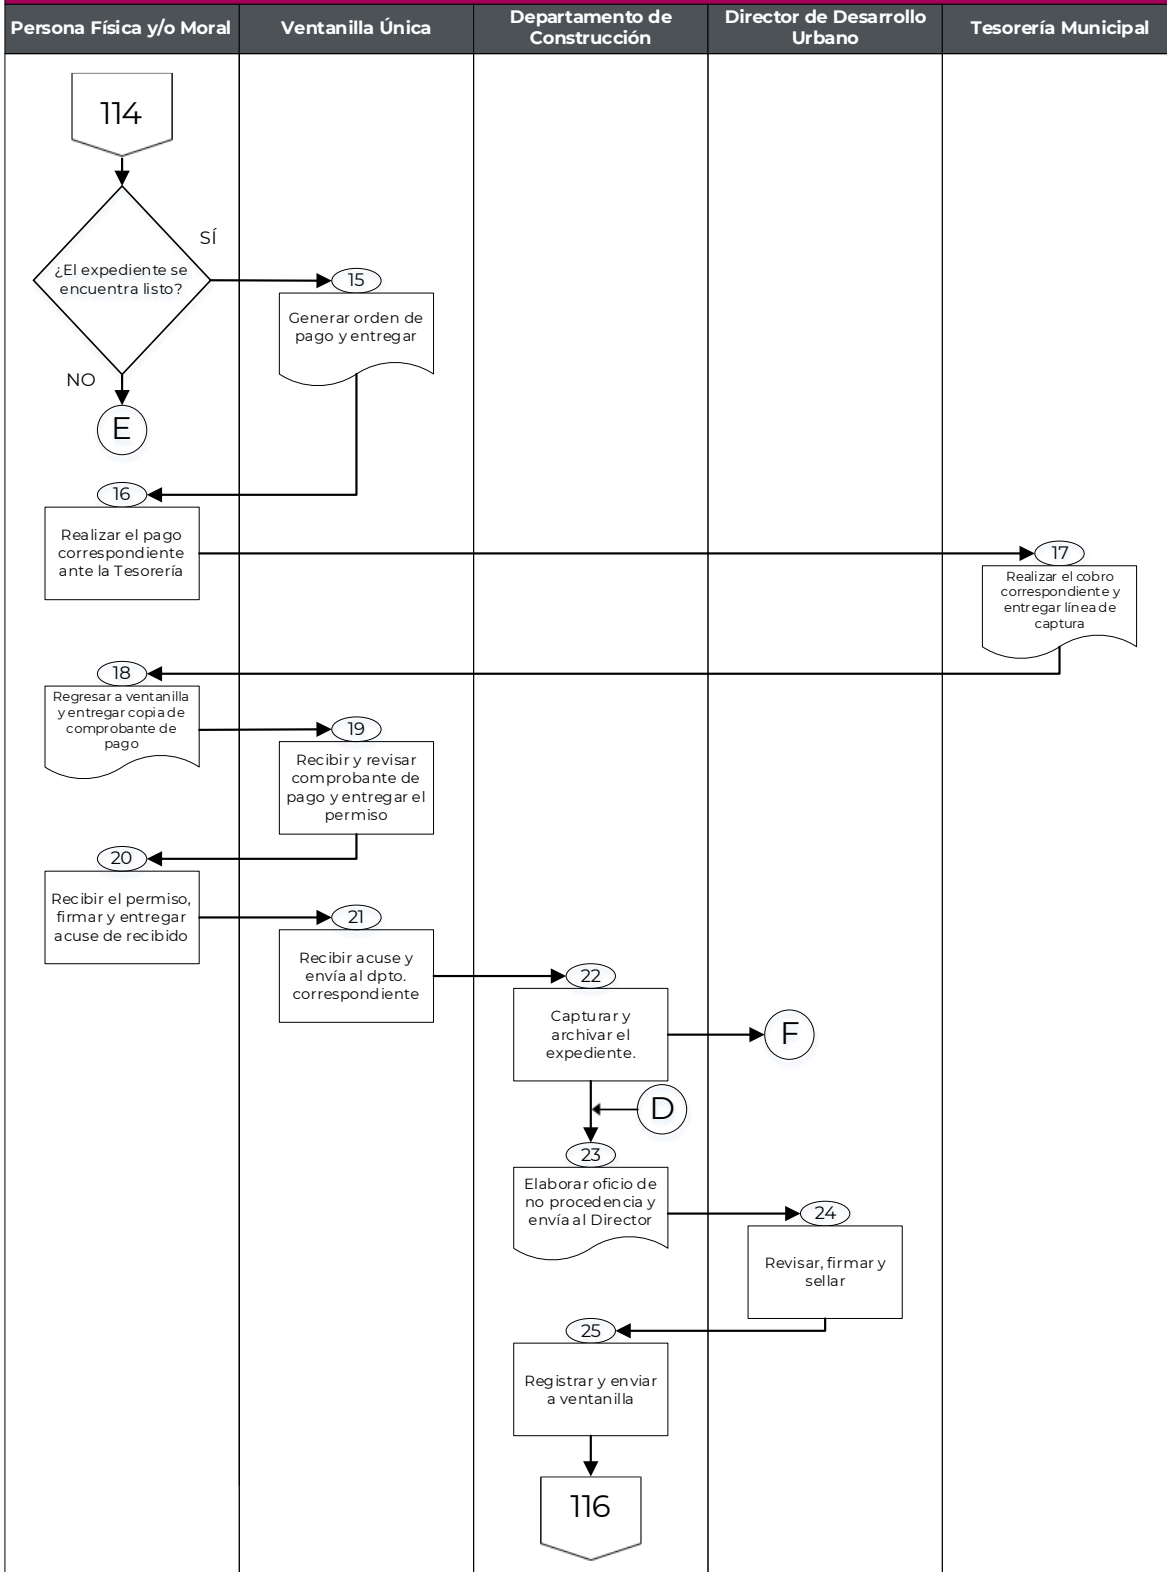 Persona Física y/o Moral
Ventanilla Única
Departamento de
Construcción
Director de Desarrollo
Urbano
Tesorería Municipal
114
¿El expediente se
encuentra listo?
SÍ
NO
E
15
Generar orden de
pago y entregar
16
Realizar el pago
correspondiente
ante la Tesorería
17
Realizar el cobro
correspondiente y
entregar línea de
captura
18
Regresar a ventanilla
y entregar copia de
comprobante de
pago
19
Recibir y revisar
comprobante de
pago y entregar el
permiso
20
Recibir el permiso,
firmar y entregar
acuse de recibido
21
Recibir acuse y
envía al dpto.
correspondiente
22
Capturar y
archivar el
expediente.
F
D
23
Elaborar oficio de
no procedencia y
envía al Director
24
Revisar, firmar y
sellar
25
Registrar y enviar
a ventanilla
116